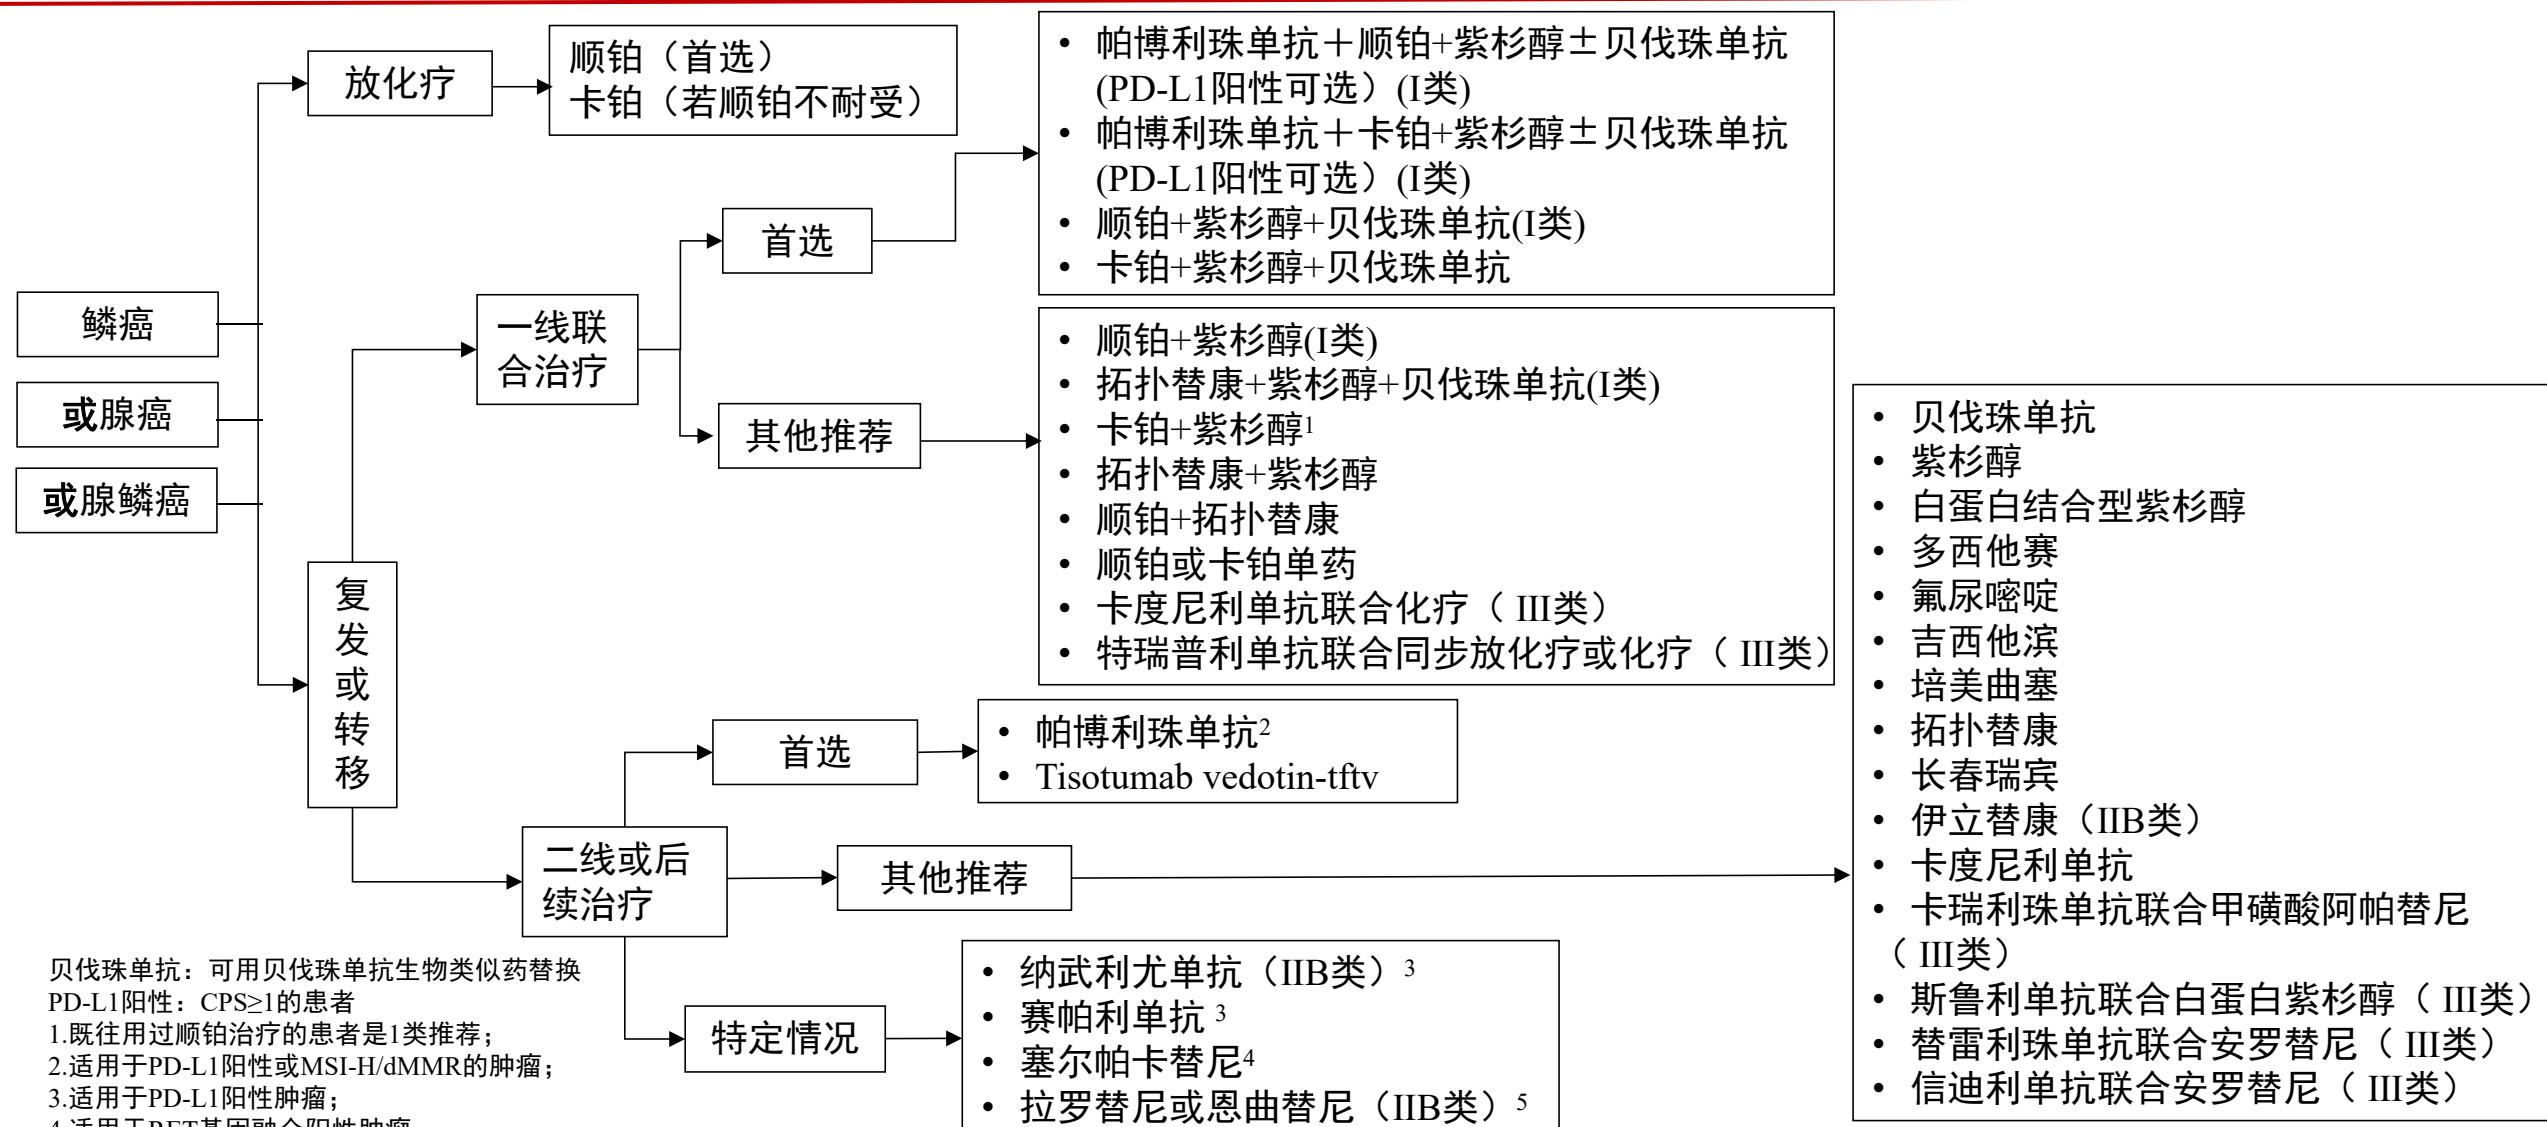 放化疗
顺铂（首选）
卡铂（若顺铂不耐受）
• 帕博利珠单抗＋顺铂+紫杉醇±贝伐珠单抗
(PD-L1阳性可选）(I类)
• 帕博利珠单抗＋卡铂+紫杉醇±贝伐珠单抗
(PD-L1阳性可选）(I类)
• 顺铂+紫杉醇+贝伐珠单抗(I类)
• 卡铂+紫杉醇+贝伐珠单抗
首选
鳞癌
或腺癌
或腺鳞癌
一线联
合治疗
其他推荐
• 顺铂+紫杉醇(I类)
• 拓扑替康+紫杉醇+贝伐珠单抗(I类)
• 卡铂+紫杉醇1
• 拓扑替康+紫杉醇
• 顺铂+拓扑替康
• 顺铂或卡铂单药
• 卡度尼利单抗联合化疗（ III类）
• 特瑞普利单抗联合同步放化疗或化疗（ III类）
复
发
或
转
移
首选
• 帕博利珠单抗2
• Tisotumab vedotin-tftv
二线或后
续治疗
其他推荐
• 贝伐珠单抗
• 紫杉醇
• 白蛋白结合型紫杉醇
• 多西他赛
• 氟尿嘧啶
• 吉西他滨
• 培美曲塞
• 拓扑替康
• 长春瑞宾
• 伊立替康（IIB类）
• 卡度尼利单抗
• 卡瑞利珠单抗联合甲磺酸阿帕替尼
（ III类）
• 斯鲁利单抗联合白蛋白紫杉醇（ III类）
• 替雷利珠单抗联合安罗替尼（ III类）
• 信迪利单抗联合安罗替尼（ III类）
特定情况
• 纳武利尤单抗（IIB类）3
• 赛帕利单抗 3
• 塞尔帕卡替尼4
• 拉罗替尼或恩曲替尼（IIB类）5
贝伐珠单抗：可用贝伐珠单抗生物类似药替换
PD-L1阳性：CPS≥1的患者
1.既往用过顺铂治疗的患者是1类推荐；
2.适用于PD-L1阳性或MSI-H/dMMR的肿瘤；
3.适用于PD-L1阳性肿瘤；
4.适用于RET基因融合阳性肿瘤